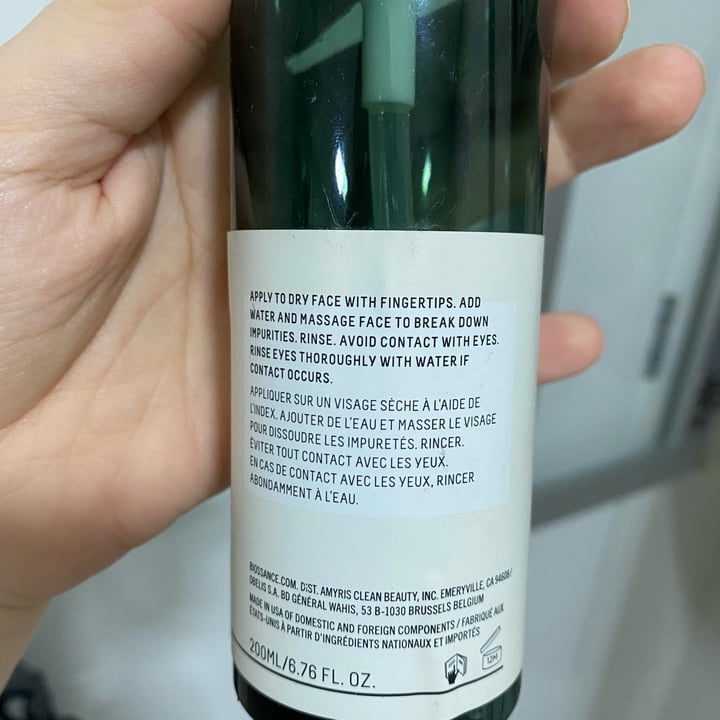 APPLY TO DRY FACE WITH FINGERTIPS. ADD
WATER AND MASSAGE FACE TO BREAK DOWN
IMPURITIES. RINSE. AVOID CONTACT WITH EYES.
RINSE EYES THOROUGHLY WITH WATER IF
CONTACT OCCURS.
APPLIQUER SUR UN VISAGE SÈCHE À L'AIDE DE
L'INDEX. AJOUTER DE L'EAU ET MASSER LE VISAGE
POUR DISSOUDRE LES IMPURETÉS. RINCER.
ÉVITER TOUT CONTACT AVEC LES YEUX.
EN CAS DE CONTACT AVEC LES YEUX, RINCER
ABONDAMMENT À L'EAU.
BIOSSANCE.COM. DIST. AMYRIS CLEAN BEAUTY, INC. EMERYVILLE, CA 94608 /
OBELIS S.A. BD GÉNÉRAL WAHIS, 53 B-1030 BRUSSELS BELGIUM
MADE IN USA OF DOMESTIC AND FOREIGN COMPONENTS / FABRIQUÉ AUX
ÉTATS-UNIS À PARTIR D'INGRÉDIENTS NATIONAUX ET IMPORTÉS
200ML/6.76 FL. OZ.
12M